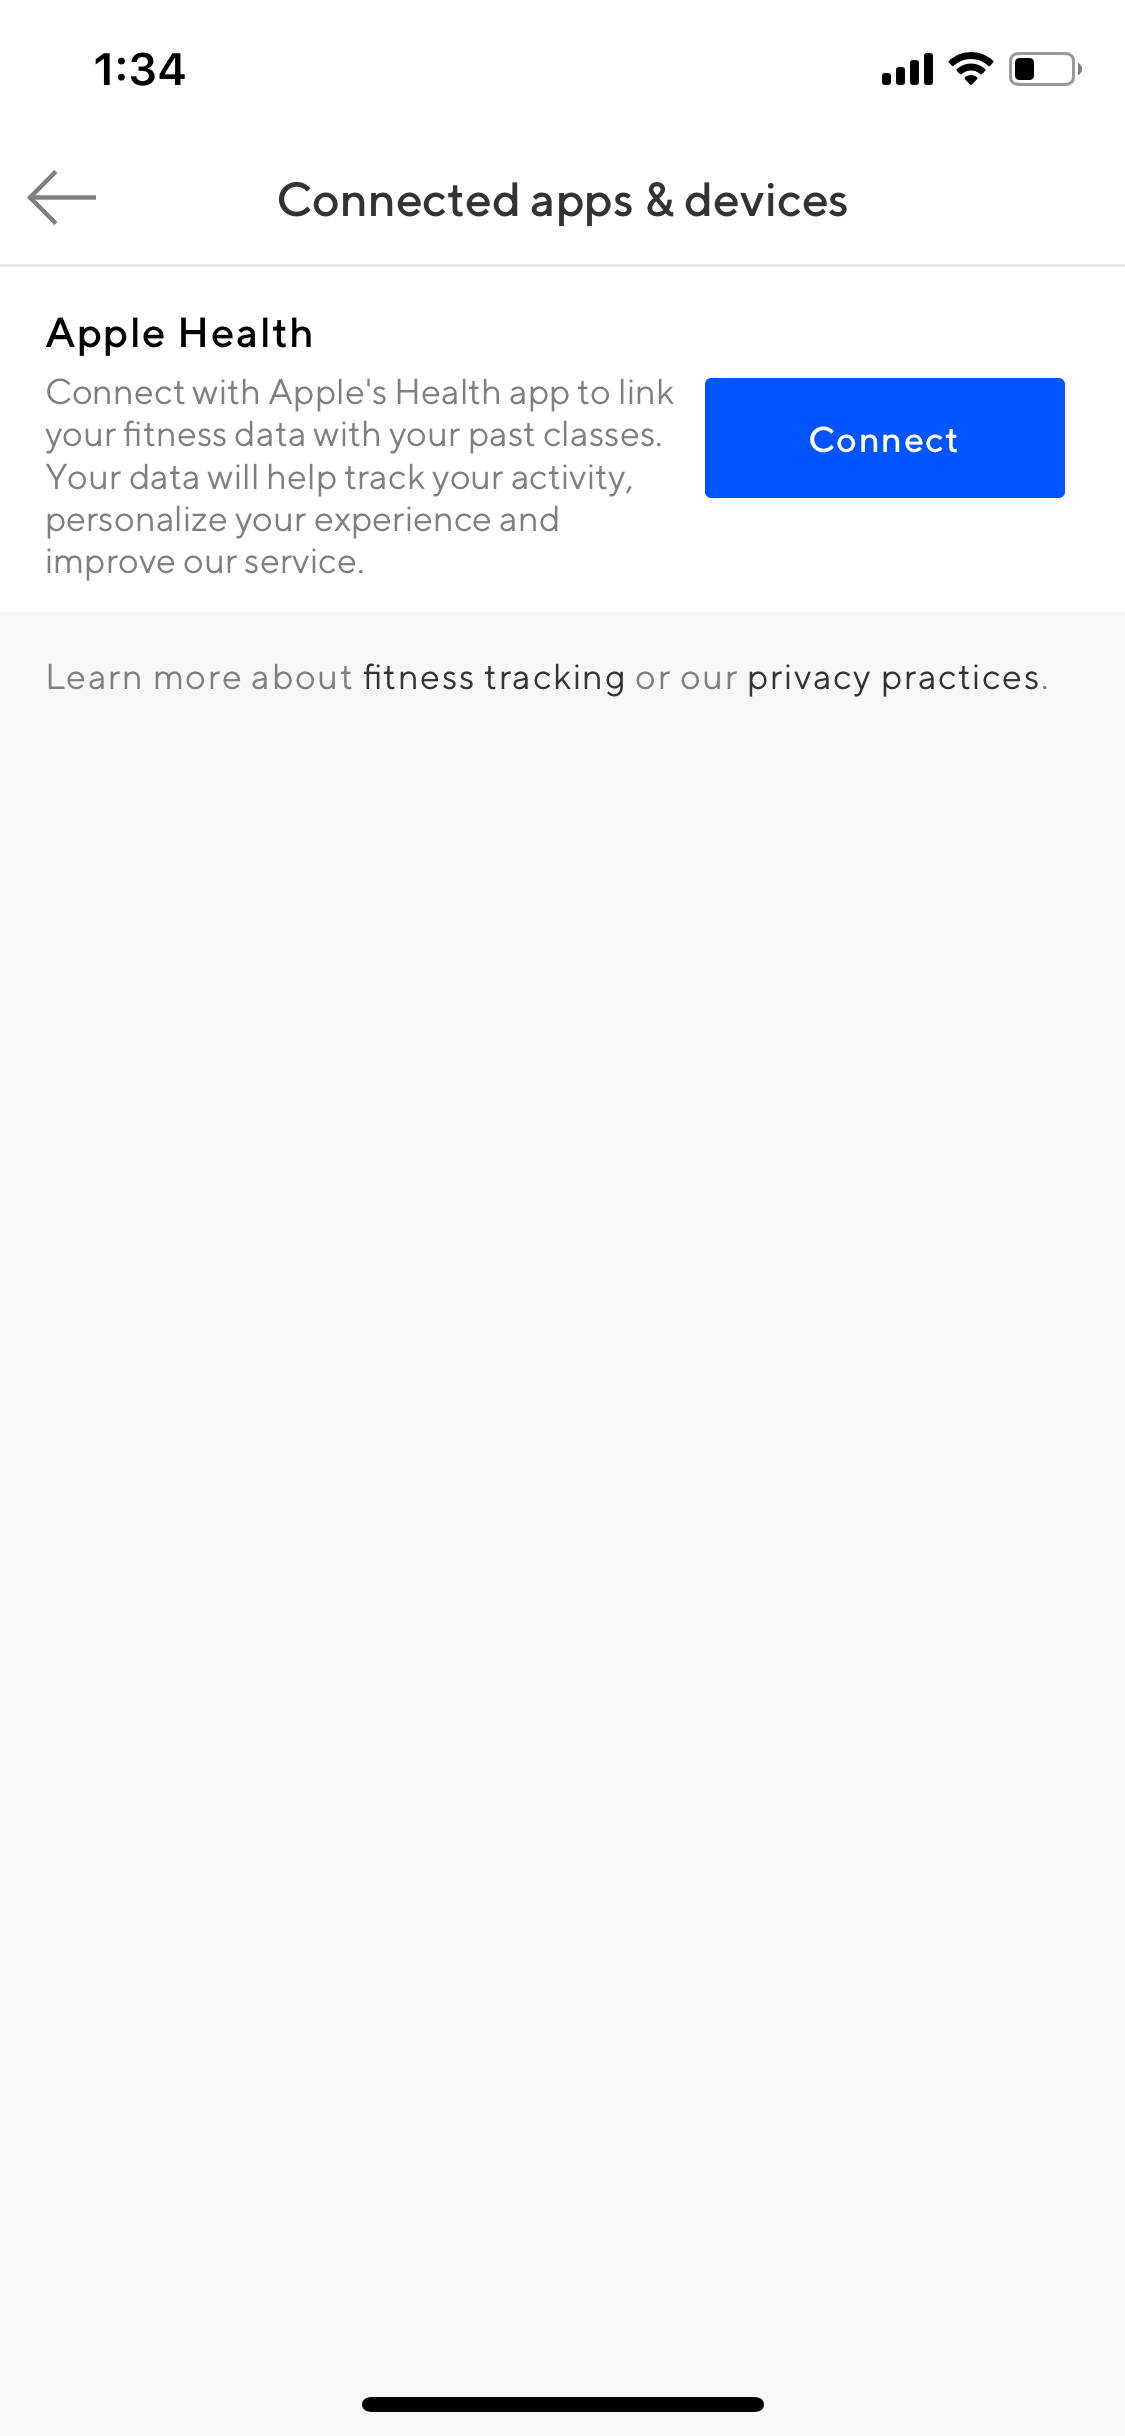 1:34
Connected apps & devices
Apple Health
Connect with Apple's Health app to link
your fitness data with your past classes.
Your data will help track your activity,
personalize your experience and
improve our service.
Connect
Learn more about fitness tracking or our privacy practices.